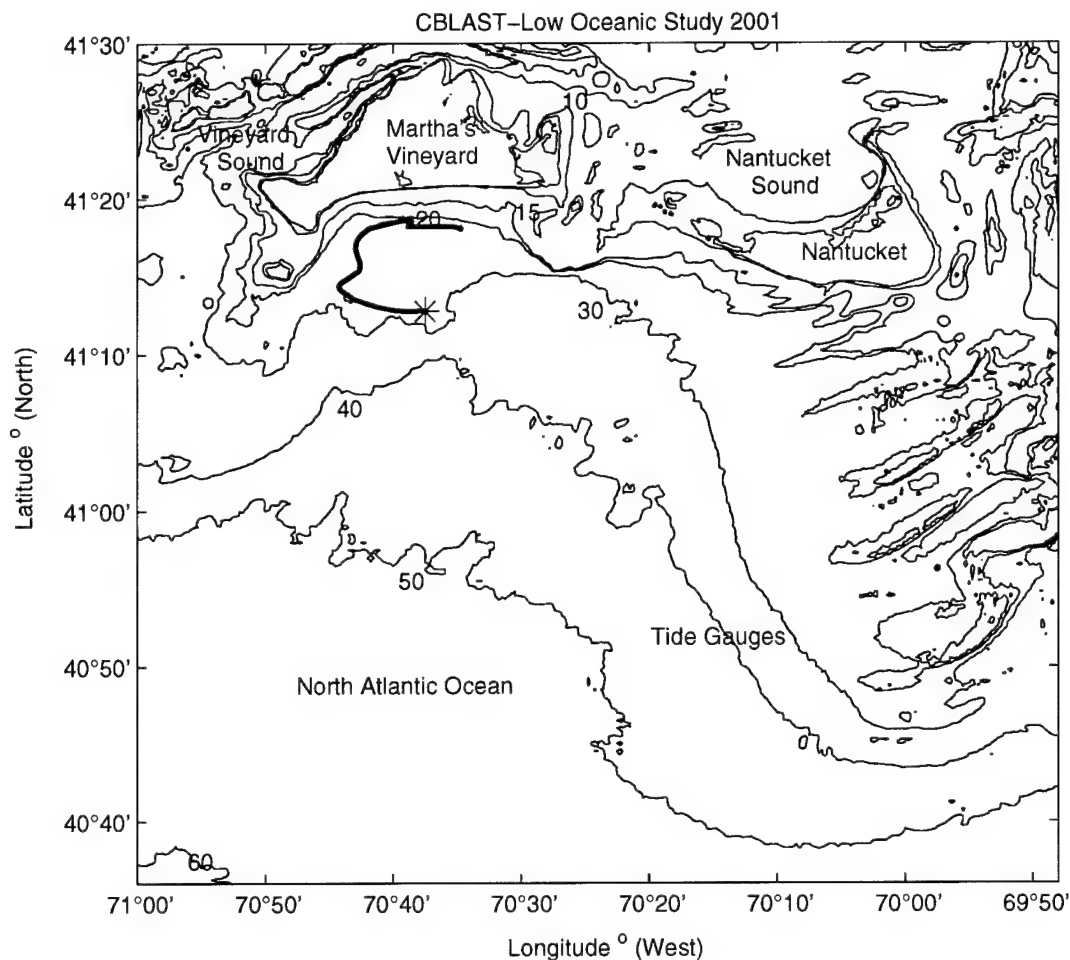 CBLAST–Low Oceanic Study 2001
41°30'
41°20'
41°10'
41°00'
40°50'
40°40'
Latitude ° (North)
10
Vineyard
Sound
Martha's
Vineyard
Nantucket
Sound
15
20
Nantucket
30
40
50
Tide Gauges
North Atlantic Ocean
60
71°00'
70°50'
70°40'
70°30'
70°20'
70°10'
70°00'
69°50'
Longitude ° (West)